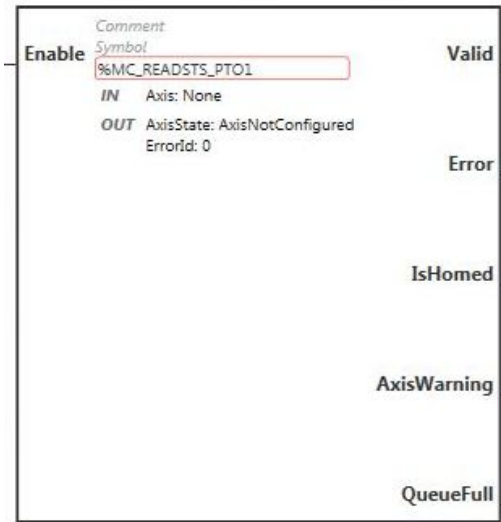 Comment
Enable Symbol Valid
%MC_READSTS_PTO1
IN Axis: None
OUT AxisState: AxisNotConfigured
ErrorId: 0
Error
IsHomed
AxisWarning
QueueFull